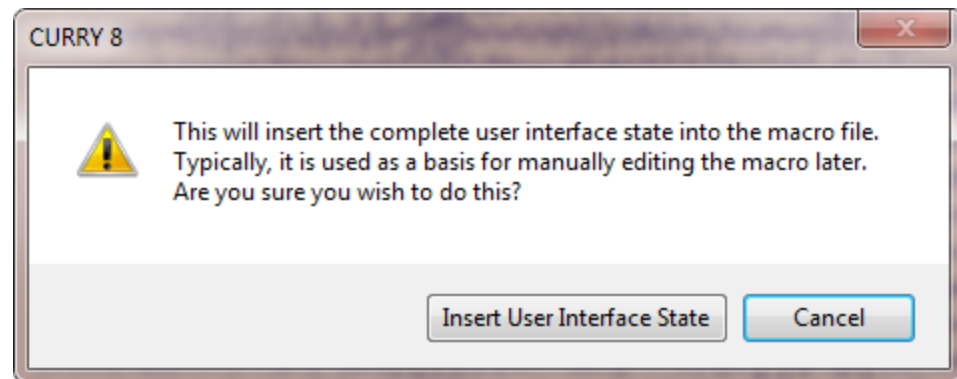 CURRY 8
This will insert the complete user interface state into the macro file.
Typically, it is used as a basis for manually editing the macro later.
Are you sure you wish to do this?
Insert User Interface State
Cancel